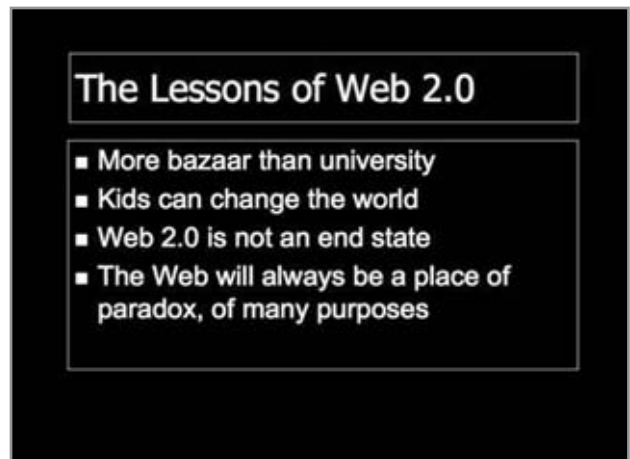 The Lessons of Web 2.0
■ More bazaar than university
■ Kids can change the world
■ Web 2.0 is not an end state
■ The Web will always be a place of
paradox, of many purposes